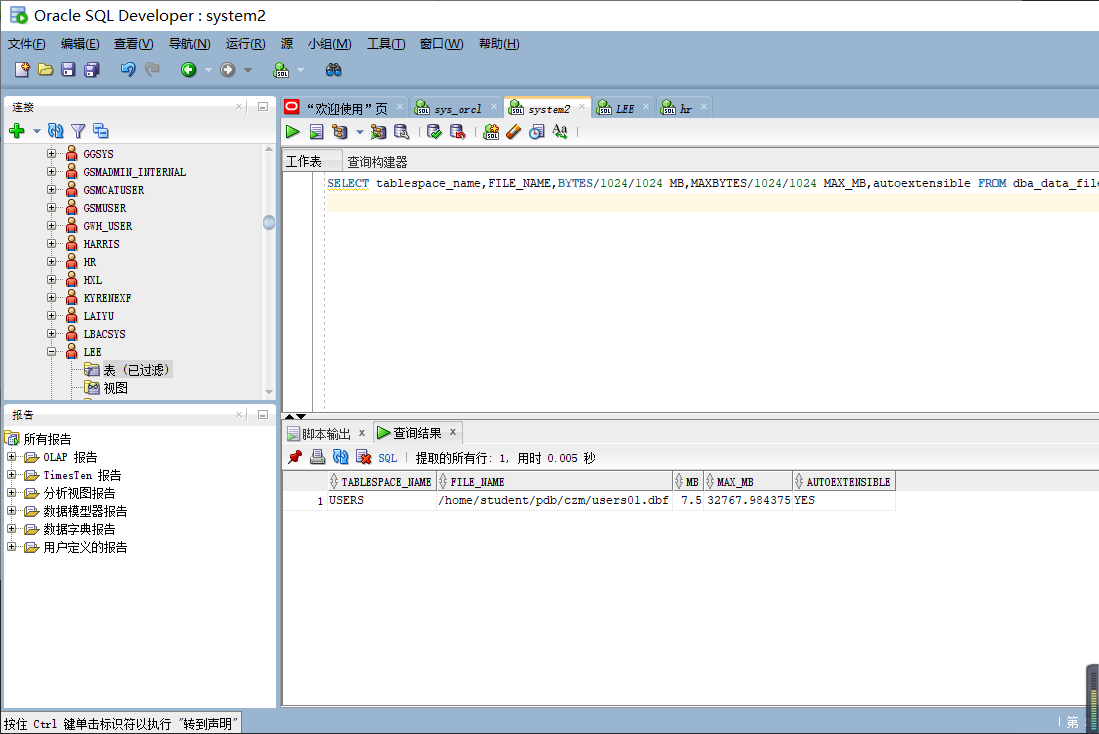 Oracle SQL Developer : system2
文件(F) 编辑(E) 查看(V) 导航(N) 运行(R) 源 小组(M) 工具(T) 窗口(W) 帮助(H)
连接
GGSYS
GSMADMIN_INTERNAL
GSMCATUSER
GSMUSER
GWH_USER
HARRIS
HR
HXL
KYRENEXF
LAIYU
LBACSYS
LEE
表 (已过滤)
视图
报告
所有报告
OLAP 报告
TimesTen 报告
分析视图报告
数据模型器报告
数据字典报告
用户定义的报告
“欢迎使用”页 sys_orcl system2 LEE hr
工作表 查询构建器
SELECT tablespace_name,FILE_NAME,BYTES/1024/1024 MB,MAXBYTES/1024/1024 MAX_MB,autoextensible FROM dba_data_file
脚本输出 x 查询结果 x
SQL | 提取的所有行: 1, 用时 0.005 秒
TABLESPACE_NAME FILE_NAME MB MAX_MB AUTOEXTENSIBLE
1 USERS /home/student/pdb/czm/users01.dbf 7.5 32767.984375 YES
按住 Ctrl 键单击标识符以执行 "转到声明"
第